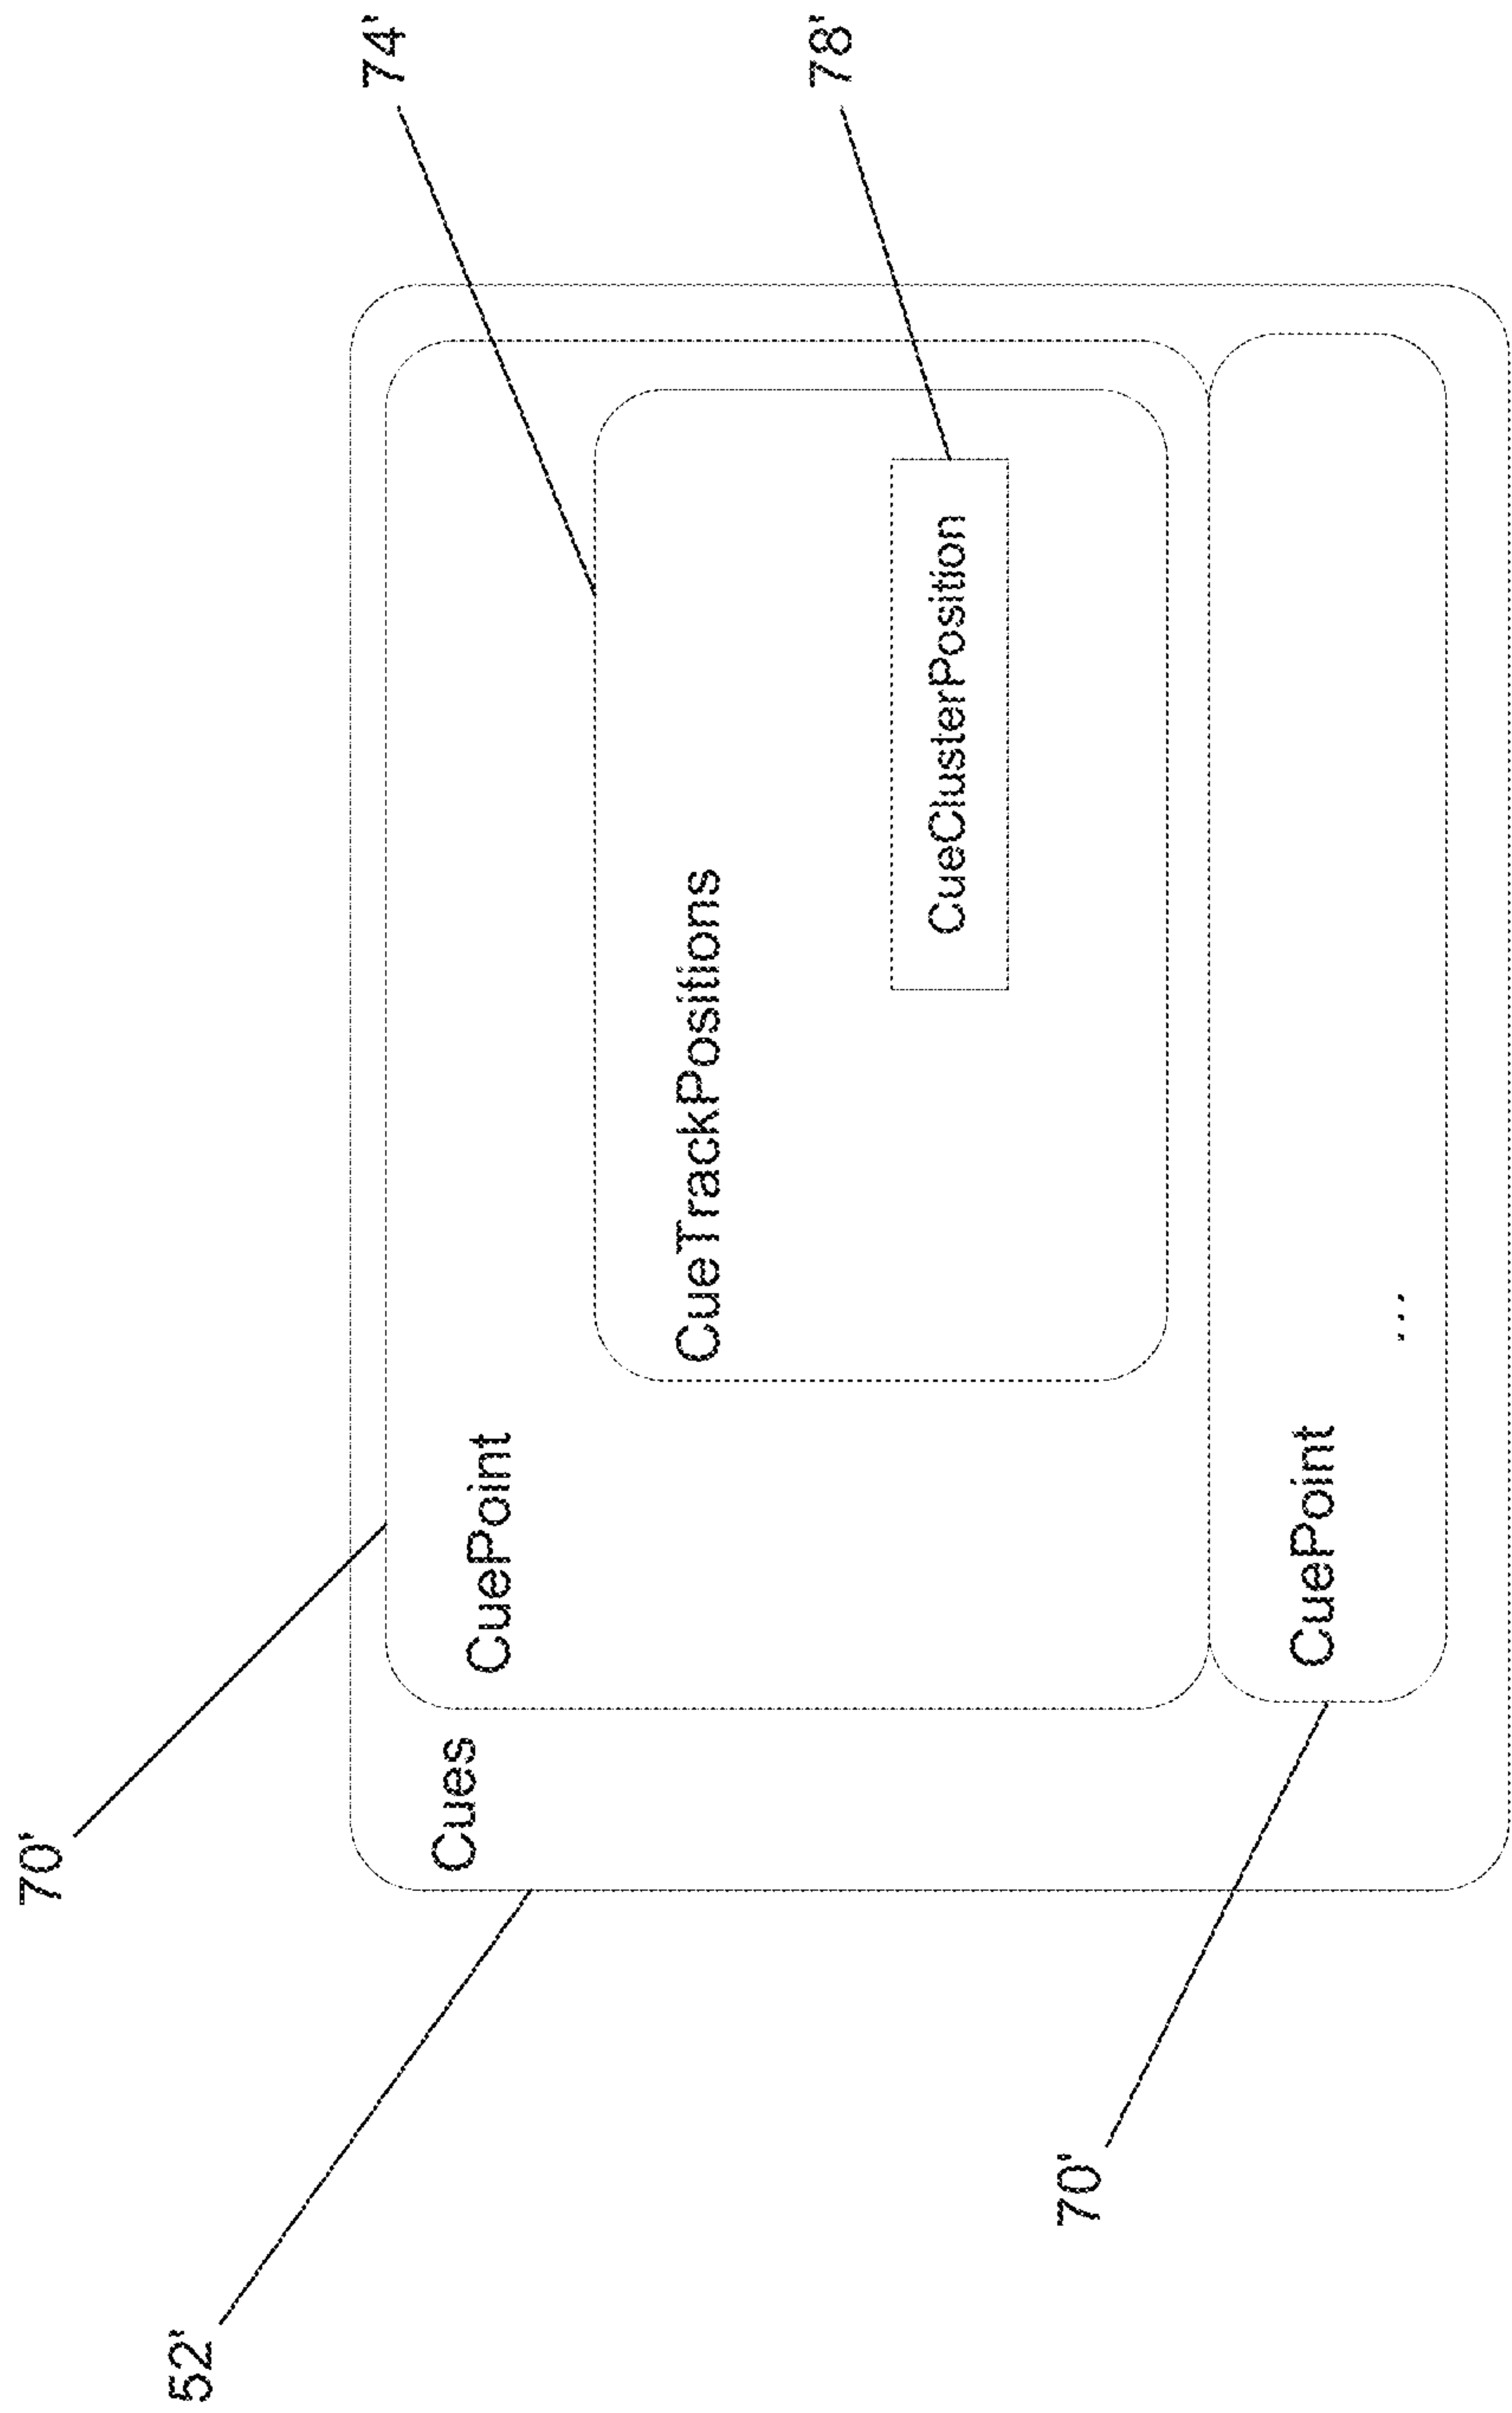 70'
74'
52'
Cues
CuePoint
CueTrackPositions
78'
CueClusterPosition
70'
CuePoint
...